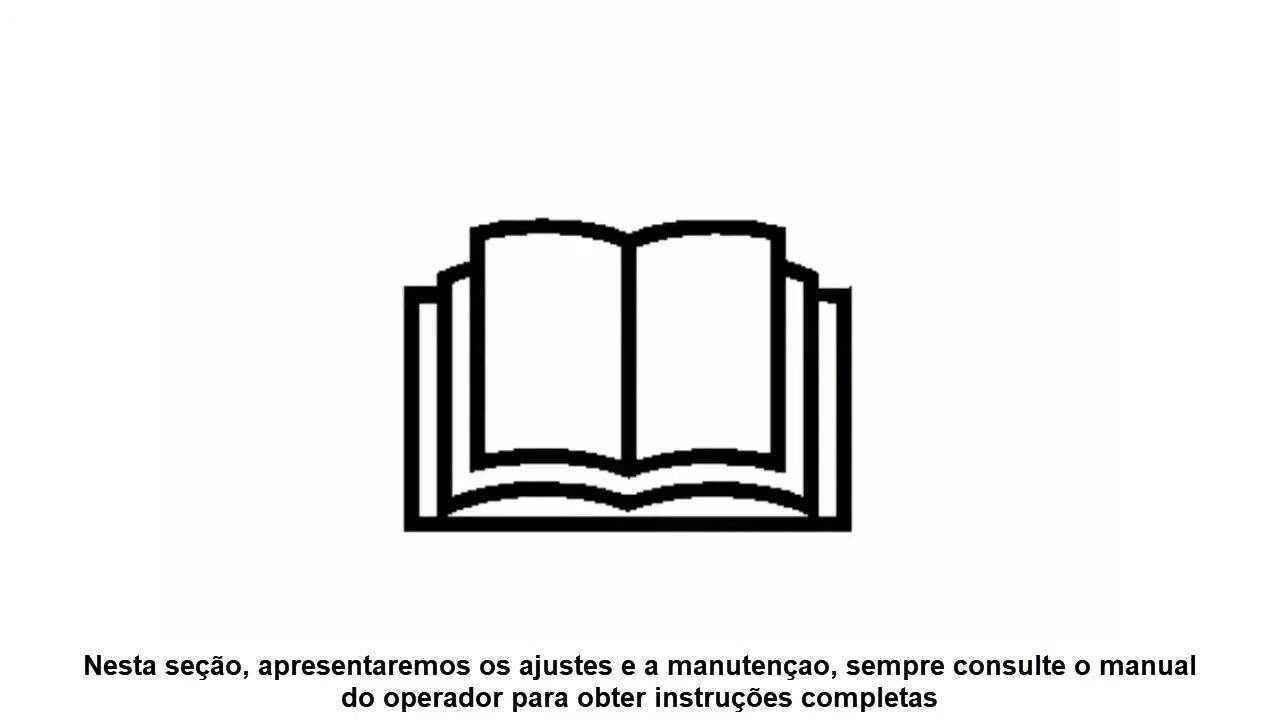 Nesta seção, apresentaremos os ajustes e a manutençao, sempre consulte o manual
do operador para obter instruções completas